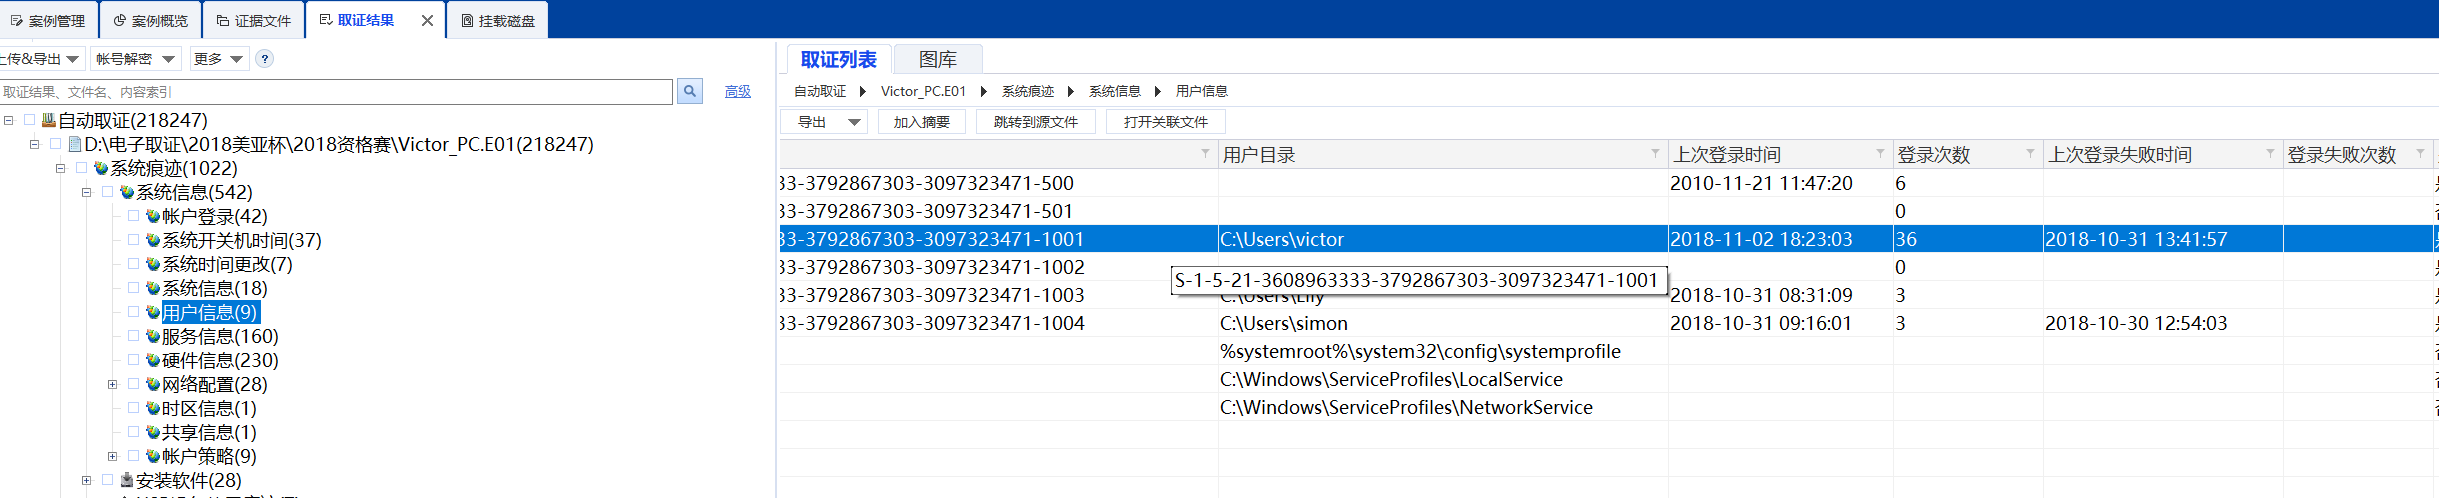 案例管理 案例概览 证据文件 取证结果 挂载磁盘
上传&导出 帐号解密 更多 ?
取证结果、文件名、内容索引 高级
自动取证(218247)
D:\电子取证\2018美亚杯\2018资格赛\Victor_PC.E01(218247)
系统痕迹(1022)
系统信息(542)
帐户登录(42)
系统开关机时间(37)
系统时间更改(7)
系统信息(18)
用户信息(9)
服务信息(160)
硬件信息(230)
网络配置(28)
时区信息(1)
共享信息(1)
帐户策略(9)
安装软件(28)
取证列表 图库
自动取证 Victor_PC.E01 系统痕迹 系统信息 用户信息
导出 加入摘要 跳转到源文件 打开关联文件
用户目录 上次登录时间 登录次数 上次登录失败时间 登录失败次数
33-3792867303-3097323471-500 2010-11-21 11:47:20 6
33-3792867303-3097323471-501 0
33-3792867303-3097323471-1001 C:\Users\victor 2018-11-02 18:23:03 36 2018-10-31 13:41:57
33-3792867303-3097323471-1002 0
S-1-5-21-3608963333-3792867303-3097323471-1001
33-3792867303-3097323471-1003 C:\Users\Lily 2018-10-31 08:31:09 3
33-3792867303-3097323471-1004 C:\Users\simon 2018-10-31 09:16:01 3 2018-10-30 12:54:03
%systemroot%\system32\config\systemprofile
C:\Windows\ServiceProfiles\LocalService
C:\Windows\ServiceProfiles\NetworkService